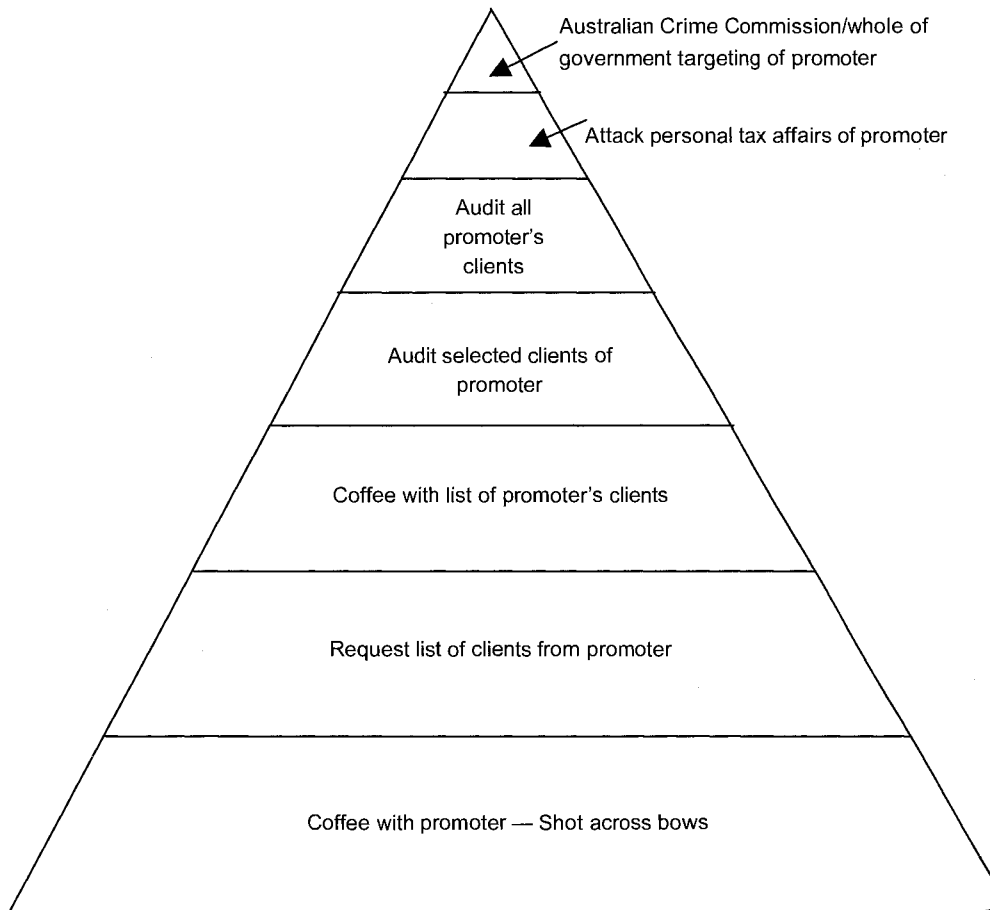 Australian Crime Commission/whole of
government targeting of promoter
Attack personal tax affairs of promoter
Audit all
promoter's
clients
Audit selected clients of
promoter
Coffee with list of promoter's clients
Request list of clients from promoter
Coffee with promoter — Shot across bows